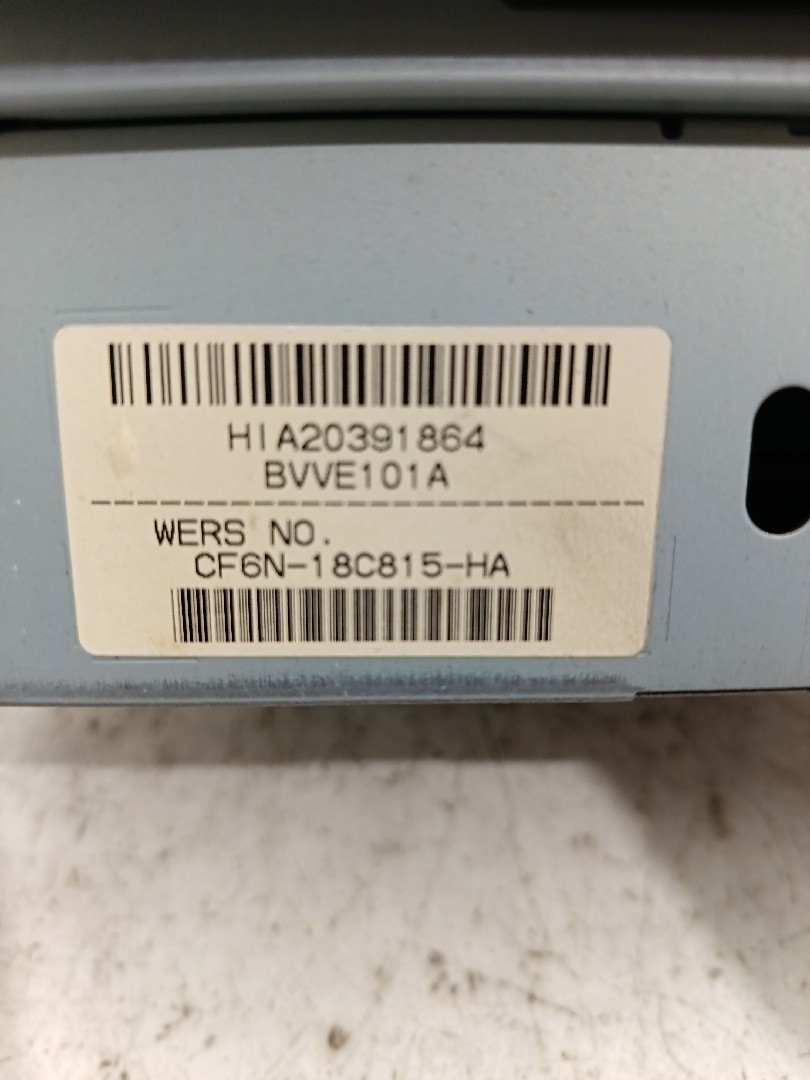 HIA20391864
BVVE101A
WERS NO.
CF6N-18C815-HA